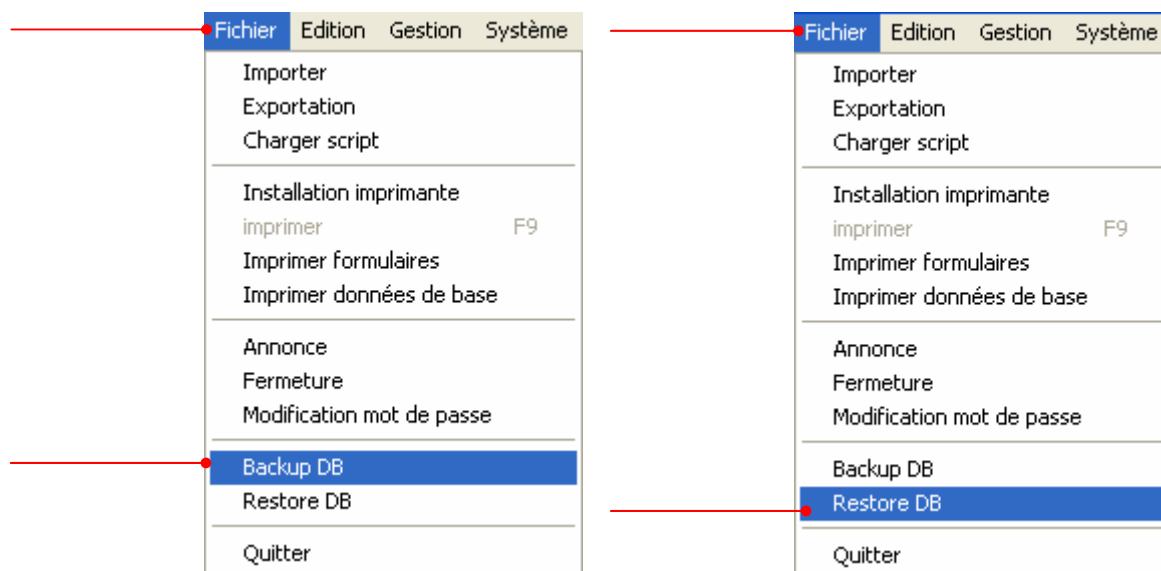 Fichier Edition Gestion Système
Importer
Exportation
Charger script
Installation imprimante
imprimer F9
Imprimer formulaires
Imprimer données de base
Annonce
Fermeture
Modification mot de passe
Backup DB
Restore DB
Quitter
Fichier Edition Gestion Système
Importer
Exportation
Charger script
Installation imprimante
imprimer F9
Imprimer formulaires
Imprimer données de base
Annonce
Fermeture
Modification mot de passe
Backup DB
Restore DB
Quitter